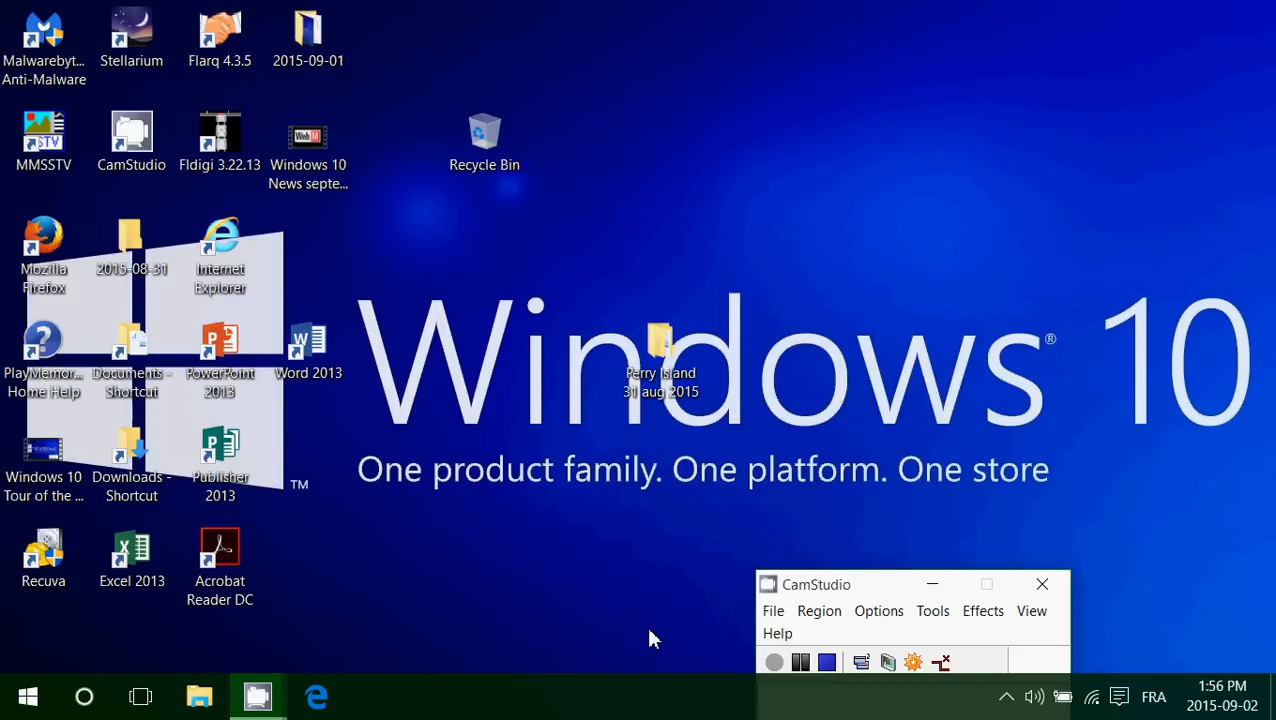 Malwarebyt...
Anti-Malware
Stellarium
Flarq 4.3.5
2015-09-01
MMSSTV
CamStudio
Fldigi 3.22.13
WebM
Windows 10
News septe...
Recycle Bin
Mozilla
Firefox
2015-08-31
Internet
Explorer
PlayMemor...
Home Help
Documents -
Shortcut
PowerPoint
2013
Word 2013
Perry Island
31 aug 2015
Windows® 10
One product family. One platform. One store
TM
Windows 10
Tour of the ...
Downloads -
Shortcut
Publisher
2013
Recuva
Excel 2013
Acrobat
Reader DC
CamStudio
File Region Options Tools Effects View
Help
FRA
1:56 PM
2015-09-02